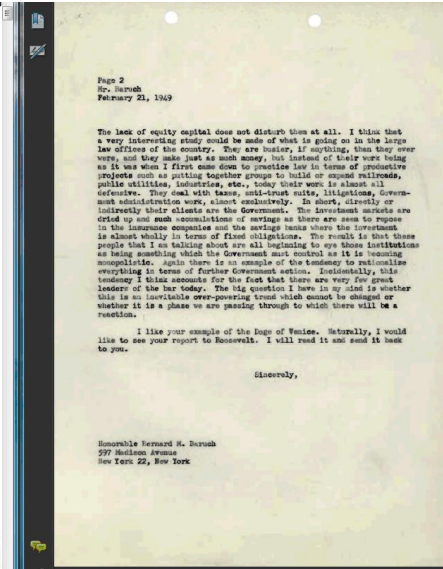 Page 2
Mr. Baruch
February 21, 1949
The lack of equity capital does not disturb them at all. I think that
a very interesting study could be made of what is going on in the large
law offices of the country. They are busier, if anything, than they ever
were, and they make just as much money, but instead of their work being
as it was when I first came down to practice law in terms of productive
projects such as putting together groups to build or expand railroads,
public utilities, industries, etc., today their work is almost all
defensive. They deal with taxes, anti-trust suits, litigations, Govern-
ment administration work, almost exclusively. In short, directly or
indirectly their clients are the Government. The investment markets are
dried up and such accumulations of savings as there are seem to repose
in the insurance companies and the savings banks where the investment
is almost wholly in terms of fixed obligations. The result is that these
people that I am talking about are all beginning to eye those institutions
as being something which the Government must control as it is becoming
monopolistic. Again there is an example of the tendency to rationalize
everything in terms of further Government action. Incidentally, this
tendency I think accounts for the fact that there are very few great
leaders of the bar today. The big question I have in my mind is whether
this is an inevitable over-powering trend which cannot be changed or
whether it is a phase we are passing through to which there will be a
reaction.
I like your example of the Doge of Venice. Naturally, I would
like to see your report to Roosevelt. I will read it and send it back
to you.
Sincerely,
Honorable Bernard M. Baruch
597 Madison Avenue
New York 22, New York